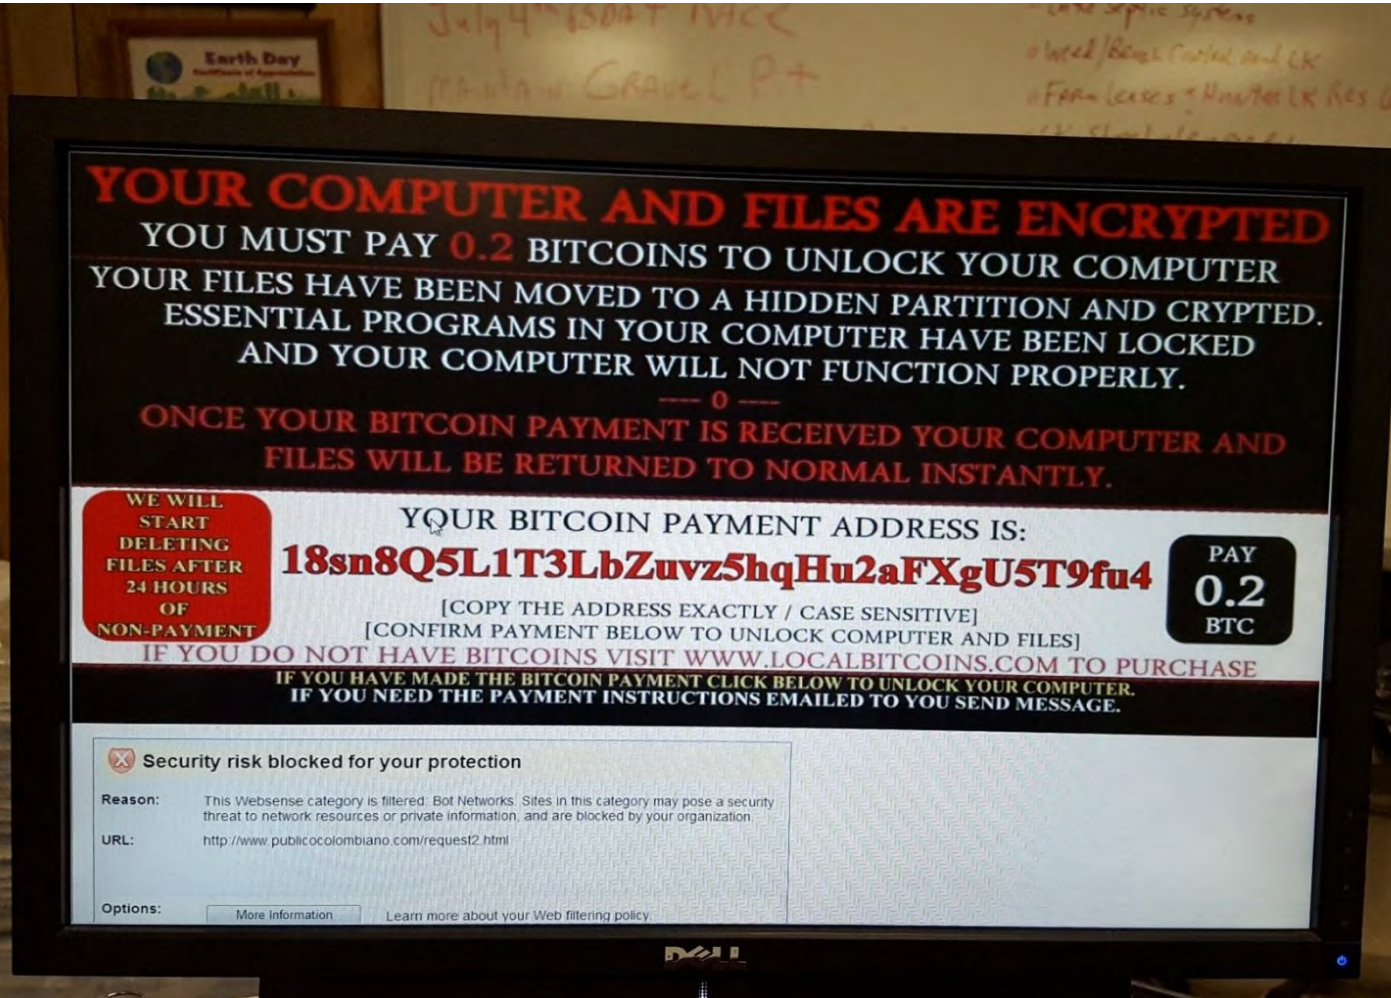 July 4th
Earth Day
Certificate of Appreciation
MAINTAIN GRAVEL P+
septic systems
YOUR COMPUTER AND FILES ARE ENCRYPTED
YOU MUST PAY 0.2 BITCOINS TO UNLOCK YOUR COMPUTER
YOUR FILES HAVE BEEN MOVED TO A HIDDEN PARTITION AND CRYPTED.
ESSENTIAL PROGRAMS IN YOUR COMPUTER HAVE BEEN LOCKED
AND YOUR COMPUTER WILL NOT FUNCTION PROPERLY.
---- 0 ----
ONCE YOUR BITCOIN PAYMENT IS RECEIVED YOUR COMPUTER AND
FILES WILL BE RETURNED TO NORMAL INSTANTLY.
WE WILL
START
DELETING
FILES AFTER
24 HOURS
OF
NON-PAYMENT
YOUR BITCOIN PAYMENT ADDRESS IS:
18sn8Q5L1T3LbZuvz5hqHu2aFXgU5T9fu4
[COPY THE ADDRESS EXACTLY / CASE SENSITIVE]
[CONFIRM PAYMENT BELOW TO UNLOCK COMPUTER AND FILES]
PAY
0.2
BTC
IF YOU DO NOT HAVE BITCOINS VISIT WWW.LOCALBITCOINS.COM TO PURCHASE
IF YOU HAVE MADE THE BITCOIN PAYMENT CLICK BELOW TO UNLOCK YOUR COMPUTER.
IF YOU NEED THE PAYMENT INSTRUCTIONS EMAILED TO YOU SEND MESSAGE.
Security risk blocked for your protection
Reason: This Websense category is filtered: Bot Networks. Sites in this category may pose a security
threat to network resources or private information, and are blocked by your organization.
URL: http://www.publicocolombiano.com/request2.html
Options: More Information Learn more about your Web filtering policy.
DELL